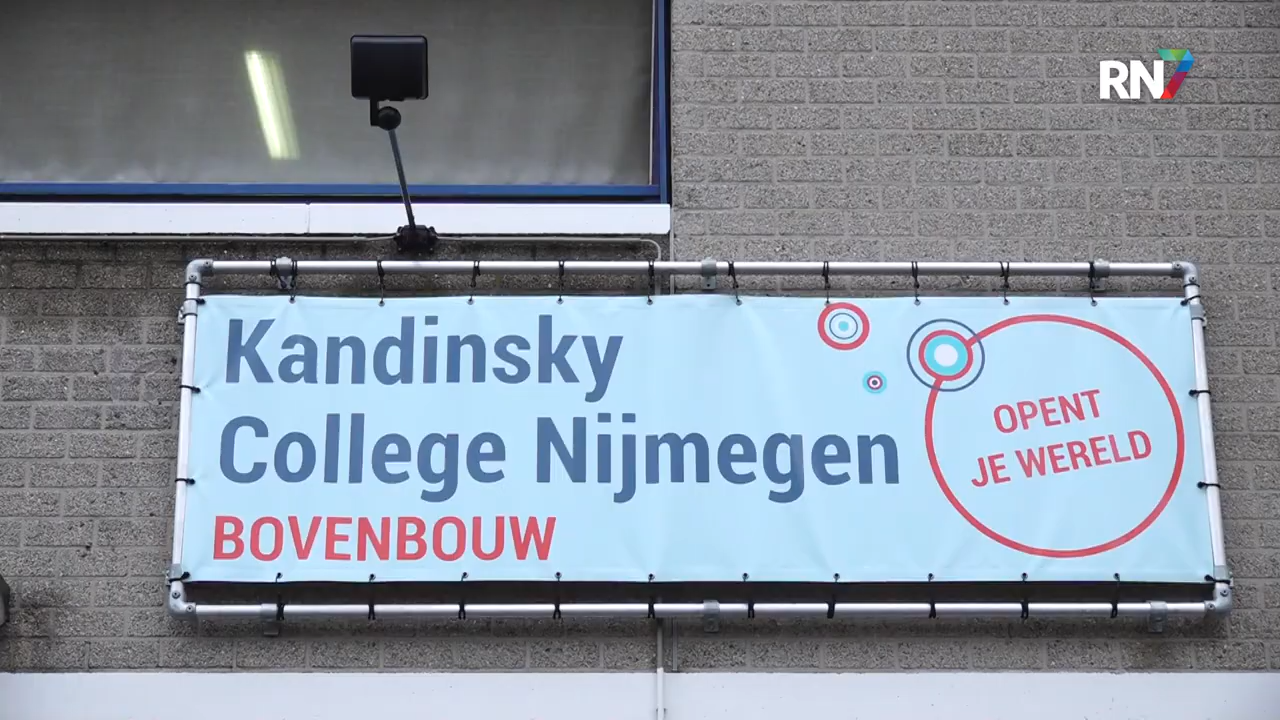 RN7
Kandinsky
College Nijmegen
BOVENBOUW
OPENT
JE WERELD